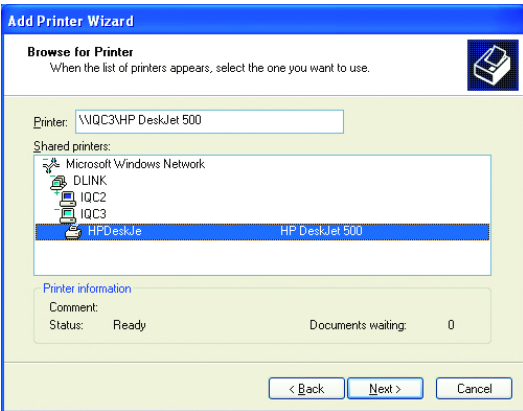 Add Printer Wizard
Browse for Printer
When the list of printers appears, select the one you want to use.
Printer: \\IQC3\HP DeskJet 500
Shared printers:
Microsoft Windows Network
DLINK
IQC2
IQC3
HPDeskJe HP DeskJet 500
Printer information
Comment:
Status: Ready Documents waiting: 0
< Back Next > Cancel